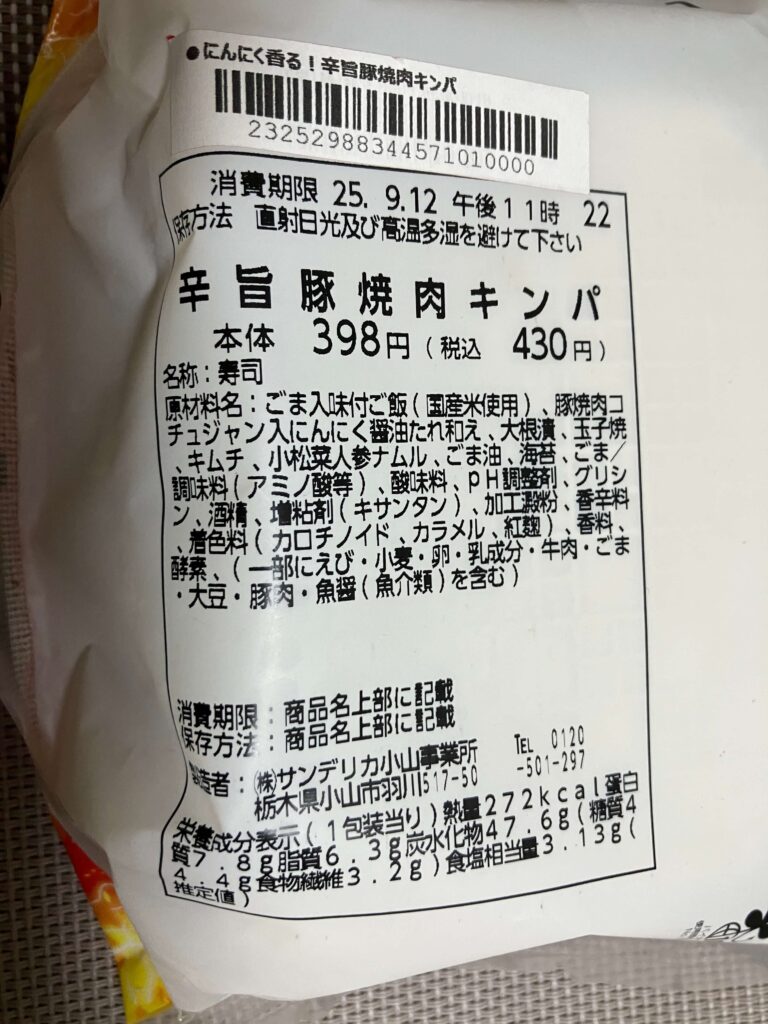 ●にんにく香る！辛旨豚焼肉キンパ
23252988344571010000
消費期限 25. 9.12 午後11時 22
保存方法 直射日光及び高温多湿を避けて下さい
辛旨豚焼肉キンパ
本体 398円（税込 430円）
名称：寿司
原材料名：ごま入味付ご飯（国産米使用）、豚焼肉コ
チュジャン入にんにく醤油たれ和え、大根漬、玉子焼
、キムチ、小松菜人参ナムル、ごま油、海苔、ごま／
調味料（アミノ酸等）、酸味料、ｐＨ調整剤、グリシ
ン、酒精、増粘剤（キサンタン）、加工澱粉、香辛料
、着色料（カロチノイド、カラメル、紅麹）、香料、
酵素、（一部にえび・小麦・卵・乳成分・牛肉・ごま
・大豆・豚肉・魚醤（魚介類）を含む）
消費期限：商品名上部に記載
保存方法：商品名上部に記載
製造者：㈱サンデリカ小山事業所 TEL 0120
栃木県小山市羽川517-50 -501-297
栄養成分表示（１包装当り）熱量２７２ｋｃａｌ蛋白
質７．８ｇ脂質６．３ｇ炭水化物４７．６ｇ（糖質４
４．４ｇ食物繊維３．２ｇ）食塩相当量３．１３ｇ（
推定値）